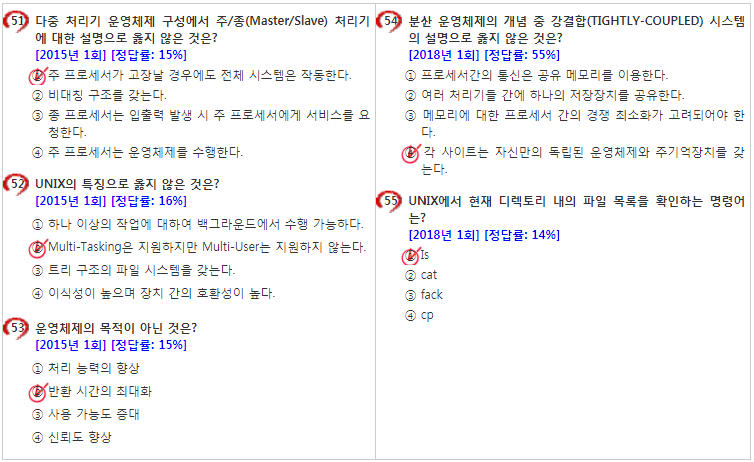 51 다중 처리기 운영체제 구성에서 주/종(Master/Slave) 처리기
에 대한 설명으로 옳지 않은 것은?
[2015년 1회] [정답률: 15%]
① 주 프로세서가 고장날 경우에도 전체 시스템은 작동한다.
② 비대칭 구조를 갖는다.
③ 종 프로세서는 입출력 발생 시 주 프로세서에게 서비스를 요
청한다.
④ 주 프로세서는 운영체제를 수행한다.
52 UNIX의 특징으로 옳지 않은 것은?
[2015년 1회] [정답률: 16%]
① 하나 이상의 작업에 대하여 백그라운드에서 수행 가능하다.
② Multi-Tasking은 지원하지만 Multi-User는 지원하지 않는다.
③ 트리 구조의 파일 시스템을 갖는다.
④ 이식성이 높으며 장치 간의 호환성이 높다.
53 운영체제의 목적이 아닌 것은?
[2015년 1회] [정답률: 15%]
① 처리 능력의 향상
② 반환 시간의 최대화
③ 사용 가능도 증대
④ 신뢰도 향상
54 분산 운영체제의 개념 중 강결합(TIGHTLY-COUPLED) 시스템
의 설명으로 옳지 않은 것은?
[2018년 1회] [정답률: 55%]
① 프로세서간의 통신은 공유 메모리를 이용한다.
② 여러 처리기들 간에 하나의 저장장치를 공유한다.
③ 메모리에 대한 프로세서 간의 경쟁 최소화가 고려되어야 한
다.
④ 각 사이트는 자신만의 독립된 운영체제와 주기억장치를 갖
는다.
55 UNIX에서 현재 디렉토리 내의 파일 목록을 확인하는 명령어
는?
[2018년 1회] [정답률: 14%]
① ls
② cat
③ fack
④ cp